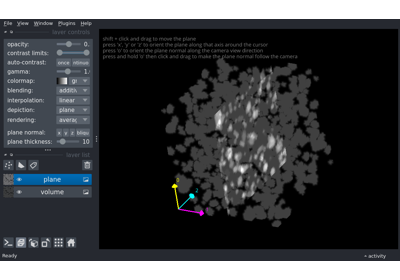 File View Window Plugins Help
layer controls
shift + click and drag to move the plane
press 'x', 'y' or 'z' to orient the plane along that axis around the cursor
press 'o' to orient the plane normal along the camera view direction
press and hold 'o' then click and drag to make the plane normal follow the camera
opacity: 0.
contrast limits:
auto-contrast: once
gamma: 1.
colormap: gr
blending: additiv
interpolation: linear
depiction: plane
rendering: averag
plane normal: x y z
plane thickness: 10
layer list
plane
volume
Ready
activity